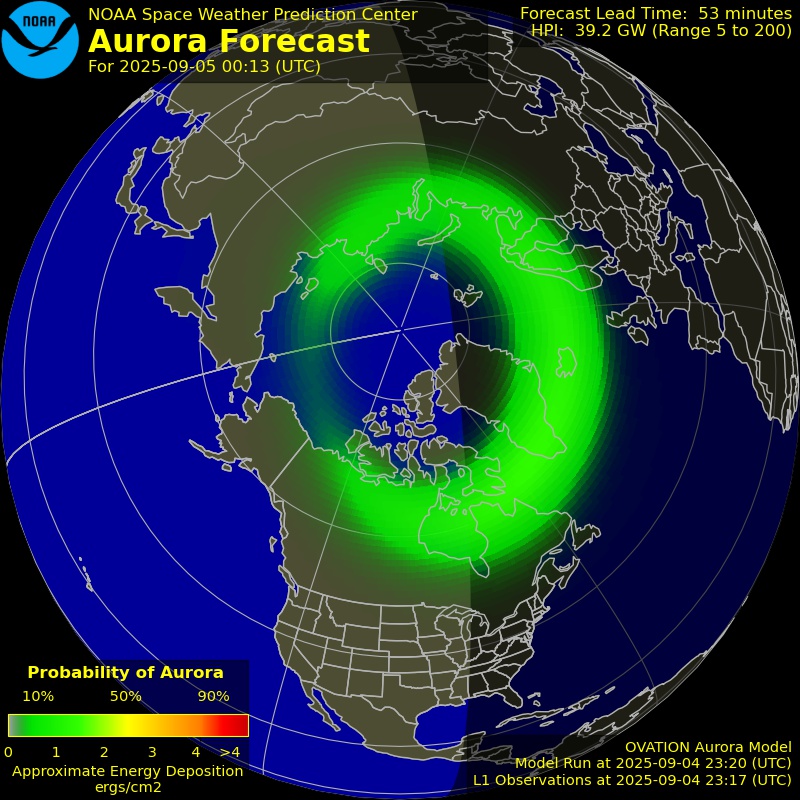 NOAA
NOAA Space Weather Prediction Center
Aurora Forecast
For 2025-09-05 00:13 (UTC)
Forecast Lead Time: 53 minutes
HPI: 39.2 GW (Range 5 to 200)
Probability of Aurora
10% 50% 90%
0 1 2 3 4 >4
Approximate Energy Deposition
ergs/cm2
OVATION Aurora Model
Model Run at 2025-09-04 23:20 (UTC)
L1 Observations at 2025-09-04 23:17 (UTC)